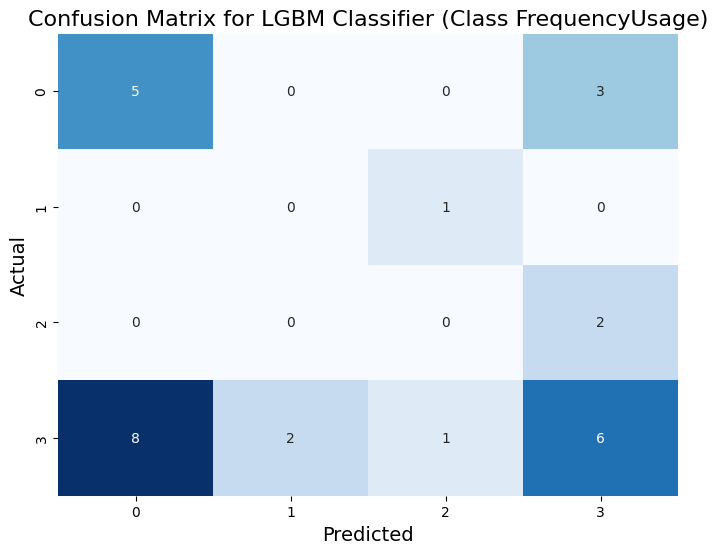 Confusion Matrix for LGBM Classifier (Class FrequencyUsage)
Actual
0 5 0 0 3
1 0 0 1 0
2 0 0 0 2
3 8 2 1 6
0 1 2 3
Predicted